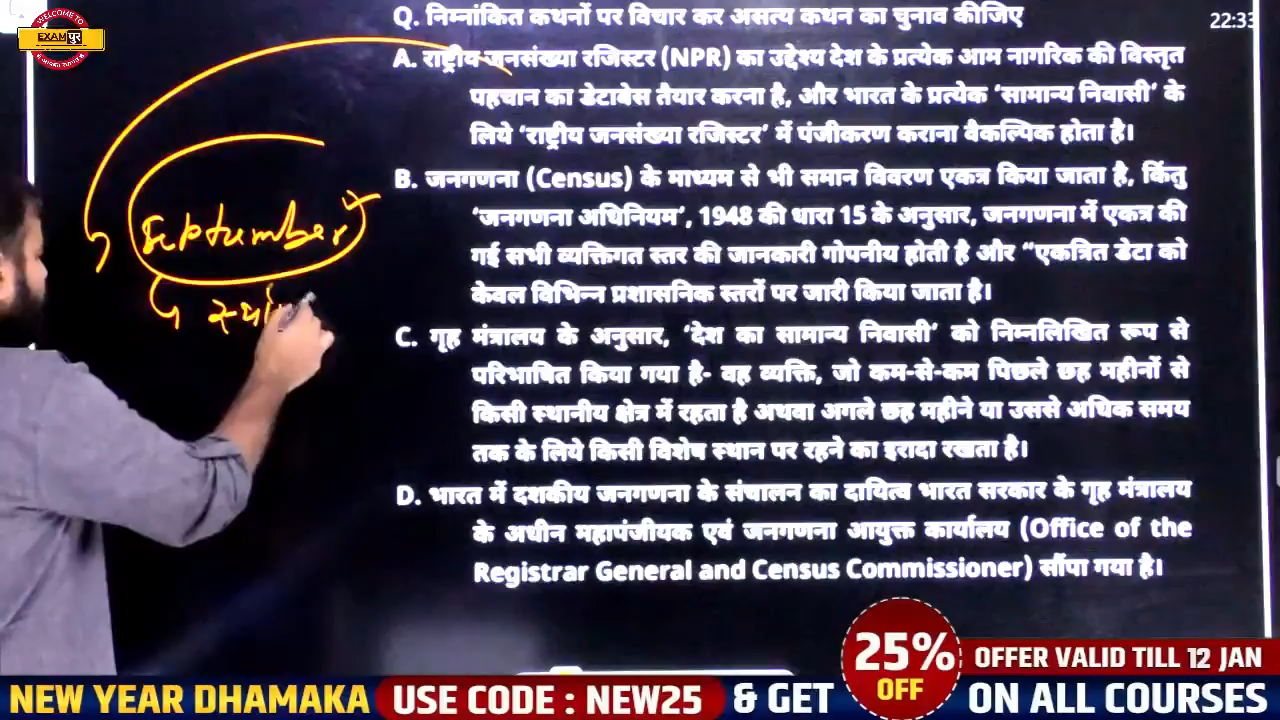 WELCOME TO
EXAMपुर
Q. निम्नांकित कथनों पर विचार कर असत्य कथन का चुनाव कीजिए
22:33
A. राष्ट्रीय जनसंख्या रजिस्टर (NPR) का उद्देश्य देश के प्रत्येक आम नागरिक की विस्तृत
पहचान का डेटाबेस तैयार करना है, और भारत के प्रत्येक ‘सामान्य निवासी’ के
लिये ‘राष्ट्रीय जनसंख्या रजिस्टर’ में पंजीकरण कराना वैकल्पिक होता है।
B. जनगणना (Census) के माध्यम से भी समान विवरण एकत्र किया जाता है, किंतु
‘जनगणना अधिनियम’, 1948 की धारा 15 के अनुसार, जनगणना में एकत्र की
गई सभी व्यक्तिगत स्तर की जानकारी गोपनीय होती है और “एकत्रित डेटा को
केवल विभिन्न प्रशासनिक स्तरों पर जारी किया जाता है।
September
C. गृह मंत्रालय के अनुसार, ‘देश का सामान्य निवासी’ को निम्नलिखित रूप से
परिभाषित किया गया है- वह व्यक्ति, जो कम-से-कम पिछले छह महीनों से
किसी स्थानीय क्षेत्र में रहता है अथवा अगले छह महीने या उससे अधिक समय
तक के लिये किसी विशेष स्थान पर रहने का इरादा रखता है।
D. भारत में दशकीय जनगणना के संचालन का दायित्व भारत सरकार के गृह मंत्रालय
के अधीन महापंजीयक एवं जनगणना आयुक्त कार्यालय (Office of the
Registrar General and Census Commissioner) सौंपा गया है।
NEW YEAR DHAMAKA USE CODE : NEW25 & GET 25% OFF ON ALL COURSES
OFFER VALID TILL 12 JAN